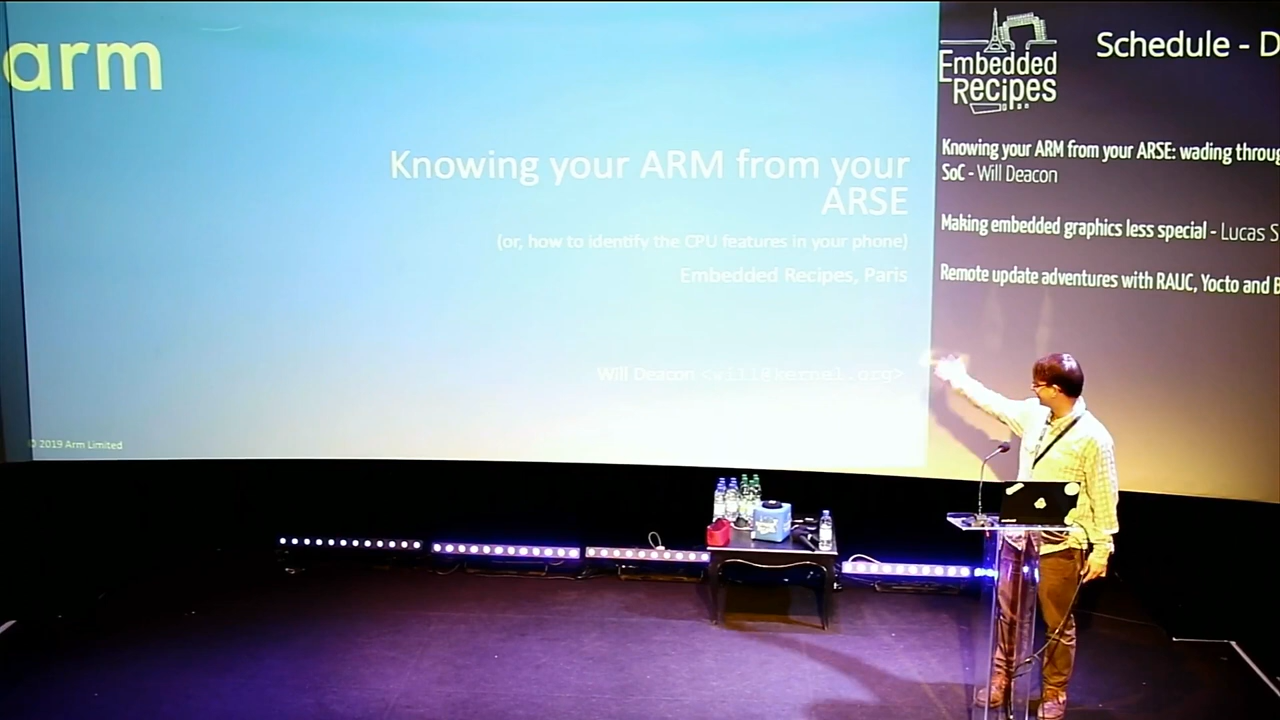 arm
Knowing your ARM from your
ARSE
(or, how to identify the CPU features in your phone)
Embedded Recipes, Paris
Will Deacon <will@kernel.org>
© 2019 Arm Limited
Embedded
Recipes
Schedule - D
Knowing your ARM from your ARSE: wading throug
SoC - Will Deacon
Making embedded graphics less special - Lucas S
Remote update adventures with RAUC, Yocto and B